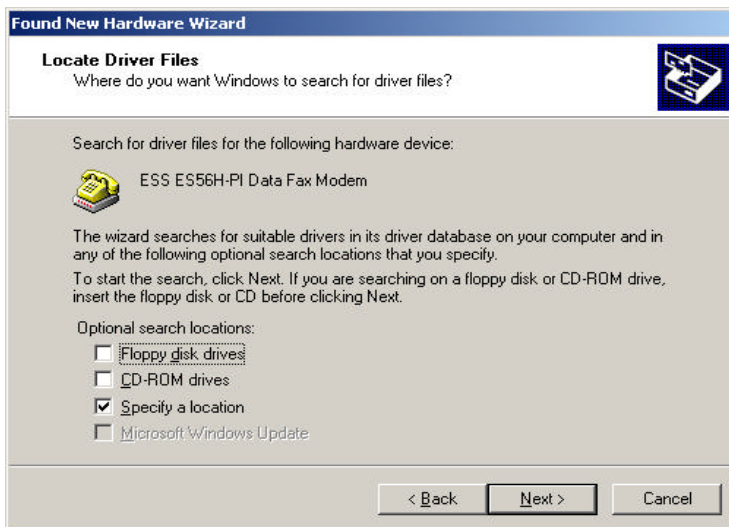 Found New Hardware Wizard
Locate Driver Files
Where do you want Windows to search for driver files?
Search for driver files for the following hardware device:
ESS ES56H-PI Data Fax Modem
The wizard searches for suitable drivers in its driver database on your computer and in
any of the following optional search locations that you specify.
To start the search, click Next. If you are searching on a floppy disk or CD-ROM drive,
insert the floppy disk or CD before clicking Next.
Optional search locations:
Floppy disk drives
CD-ROM drives
Specify a location
Microsoft Windows Update
< Back Next > Cancel